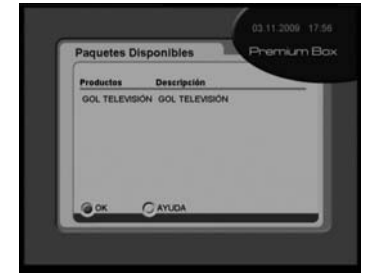 03.11.2009 17:56
Premium Box
Paquetes Disponibles
Productos Descripción
GOL TELEVISIÓN GOL TELEVISIÓN
OK AYUDA